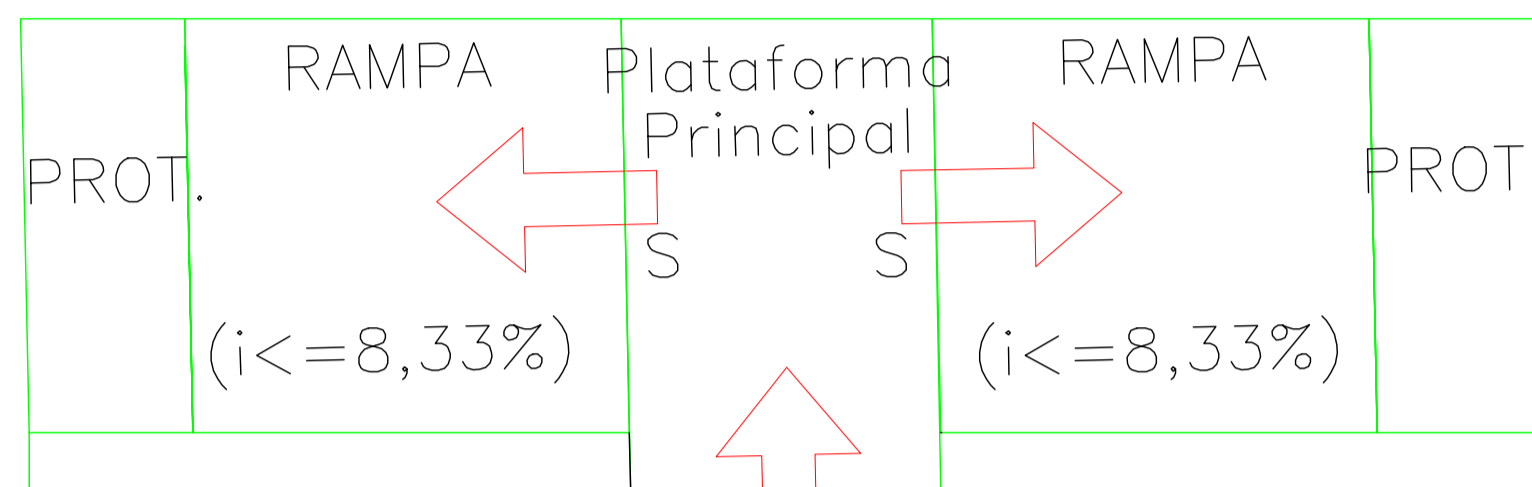 RAMPA
Plataforma
Principal
RAMPA
PROT.
PROT
S
S
(i<=8,33%)
(i<=8,33%)